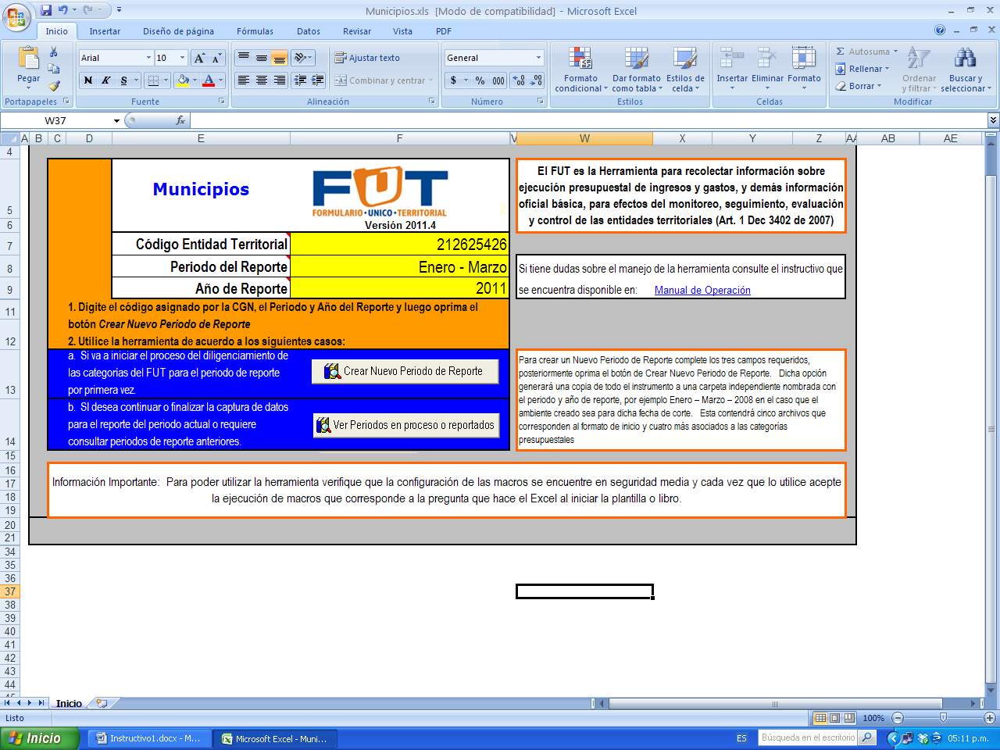 Municipios.xls  [Modo de compatibilidad] - Microsoft Excel
Inicio Insertar Diseño de página Fórmulas Datos Revisar Vista PDF
Pegar
Portapapeles
Arial 10
N K S
Fuente
Ajustar texto
Combinar y centrar
Alineación
General
$ % 000
Número
Formato condicional
Dar formato como tabla
Estilos de celda
Estilos
Insertar Eliminar Formato
Celdas
Autosuma
Rellenar
Borrar
Ordenar y filtrar
Buscar y seleccionar
Modificar
W37 fx
A B C D E F V W X Y Z AA AB AE
4
5
6
7
8
9
11
12
13
14
15
16
17
18
19
20
21
34
35
36
37
38
39
40
41
42
43
44
Municipios
FUT
FORMULARIO·UNICO·TERRITORIAL
Versión 2011.4
Código Entidad Territorial 212625426
Periodo del Reporte Enero - Marzo
Año de Reporte 2011
1. Digite el código asignado por la CGN, el Periodo y Año del Reporte y luego oprima el
botón Crear Nuevo Periodo de Reporte
2. Utilice la herramienta de acuerdo a los siguientes casos:
a.  Si va a iniciar el proceso del diligenciamiento de
las categorías del FUT para el periodo de reporte
por primera vez.
Crear Nuevo Periodo de Reporte
b.  SI desea continuar o finalizar la captura de datos
para el reporte del periodo actual o requiere
consultar periodos de reporte anteriores.
Ver Periodos en proceso o reportados
El FUT es la Herramienta para recolectar información sobre
ejecución presupuestal de ingresos y gastos, y demás información
oficial básica, para efectos del monitoreo, seguimiento, evaluación
y control de las entidades territoriales (Art. 1 Dec 3402 de 2007)
Si tiene dudas sobre el manejo de la herramienta consulte el instructivo que
se encuentra disponible en: Manual de Operación
Para crear un Nuevo Periodo de Reporte complete los tres campos requeridos,
posteriormente oprima el botón de Crear Nuevo Periodo de Reporte.   Dicha opción
generará una copia de todo el instrumento a una carpeta independiente nombrada con
el periodo y año de reporte, por ejemplo Enero – Marzo – 2008 en el caso que el
ambiente creado sea para dicha fecha de corte.   Esta contendrá cinco archivos que
corresponden al formato de inicio y cuatro más asociados a las categorías
presupuestales
Información Importante:  Para poder utilizar la herramienta verifique que la configuración de las macros se encuentre en seguridad media y cada vez que lo utilice acepte
la ejecución de macros que corresponde a la pregunta que hace el Excel al iniciar la plantilla o libro.
Inicio
Listo 100%
Inicio Instructivo1.docx - M... Microsoft Excel - Muni... ES Búsqueda en el escritorio 05:11 p.m.